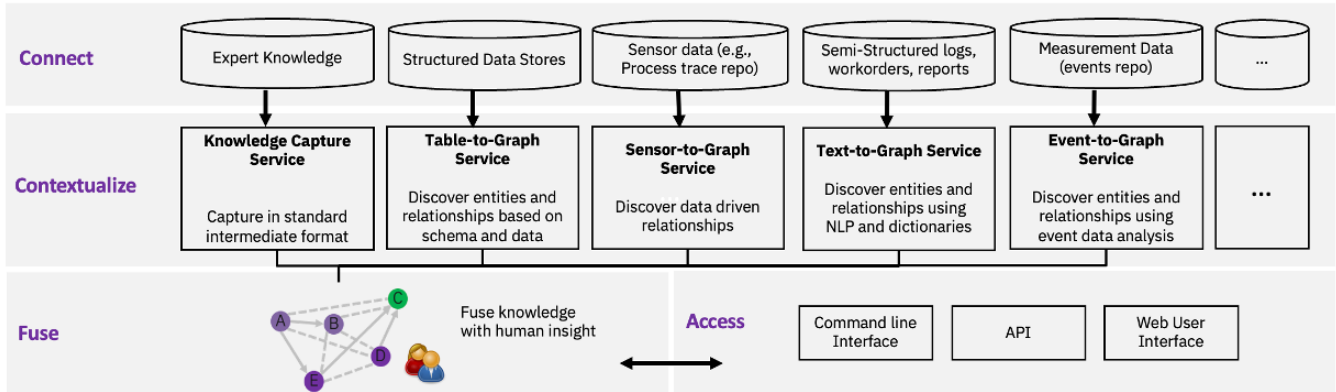 Connect
Expert Knowledge
Structured Data Stores
Sensor data (e.g.,
Process trace repo)
Semi-Structured logs,
workorders, reports
Measurement Data
(events repo)
...
Contextualize
Knowledge Capture
Service
Capture in standard
intermediate format
Table-to-Graph
Service
Discover entities and
relationships based on
schema and data
Sensor-to-Graph
Service
Discover data driven
relationships
Text-to-Graph Service
Discover entities and
relationships using
NLP and dictionaries
Event-to-Graph
Service
Discover entities and
relationships using
event data analysis
...
Fuse
A
B
C
D
E
Fuse knowledge
with human insight
Access
Command line
Interface
API
Web User
Interface